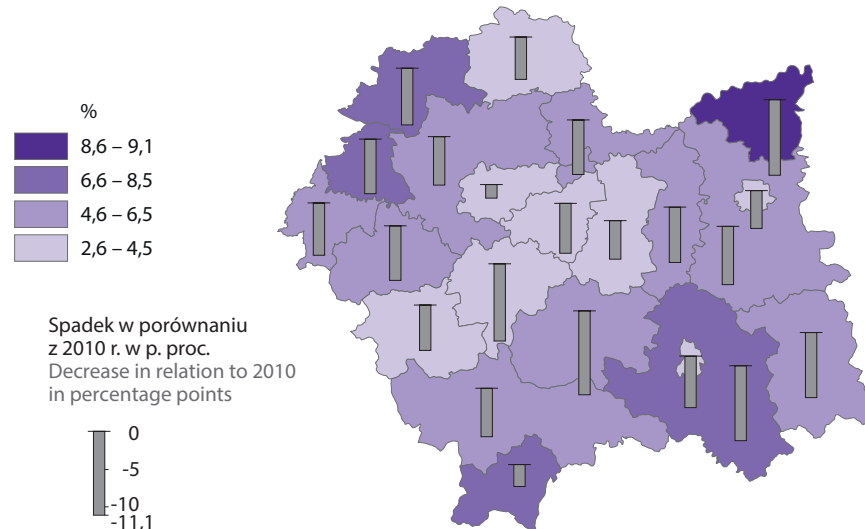 %
8,6 – 9,1
6,6 – 8,5
4,6 – 6,5
2,6 – 4,5
Spadek w porównaniu
z 2010 r. w p. proc.
Decrease in relation to 2010
in percentage points
0
-5
-10
-11,1